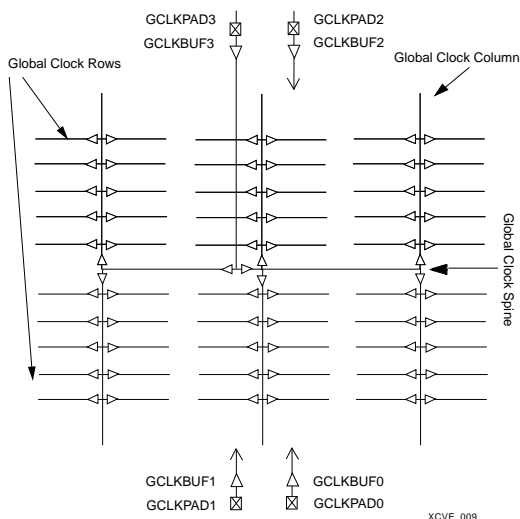 GCLKPAD3 GCLKPAD2
GCLKBUF3 GCLKBUF2
Global Clock Rows
Global Clock Column
Global Clock Spine
GCLKBUF1 GCLKBUF0
GCLKPAD1 GCLKPAD0
XCVE_009